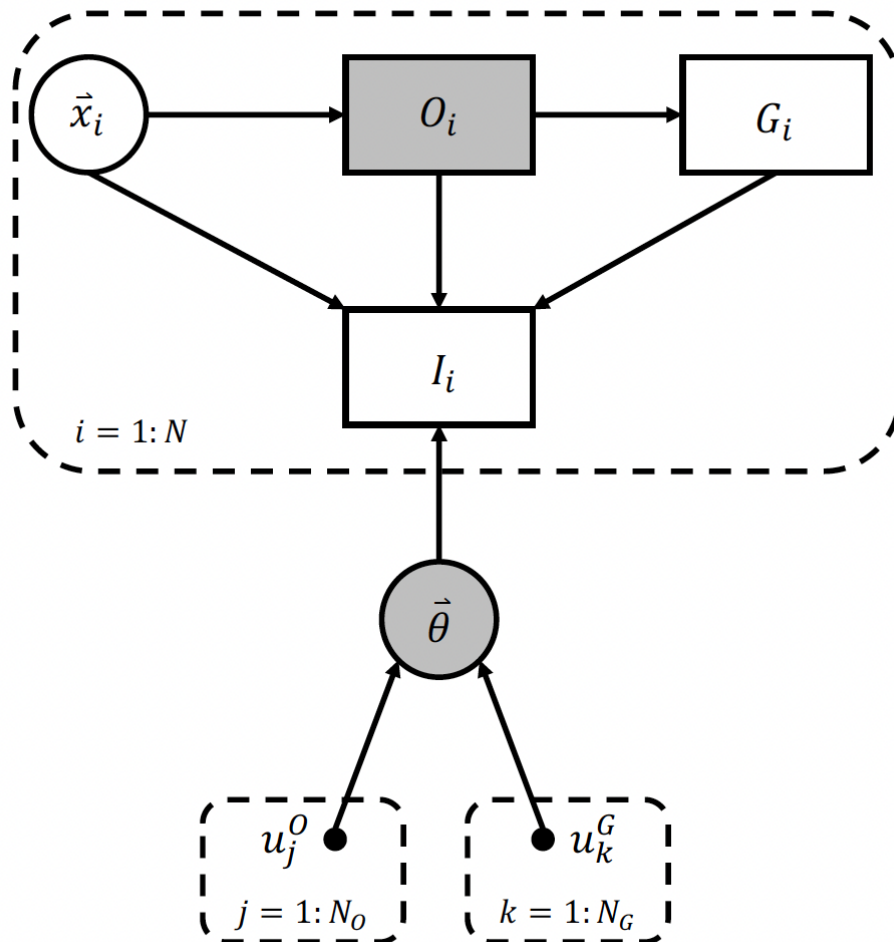 x⃗ᵢ
Oᵢ
Gᵢ
Iᵢ
i = 1: N
θ⃗
u_j^O
u_k^G
j = 1: N_O
k = 1: N_G